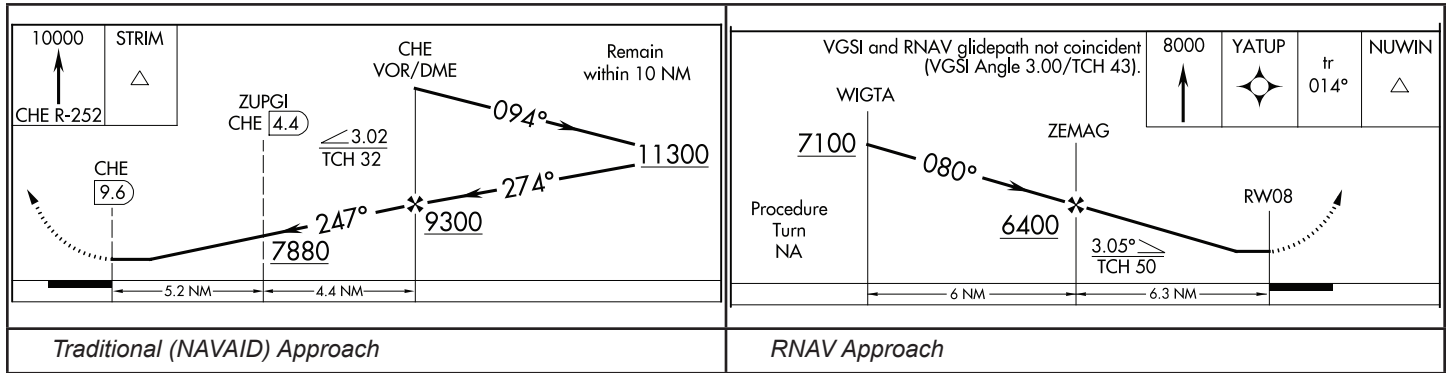 10000
CHE R-252
STRIM
CHE
VOR/DME
Remain
within 10 NM
ZUPGI
CHE 4.4
3.02
TCH 32
094°
11300
CHE
9.6
274°
247°
9300
7880
5.2 NM
4.4 NM
Traditional (NAVAID) Approach
VGSI and RNAV glidepath not coincident
(VGSI Angle 3.00/TCH 43).
8000
YATUP
tr
014°
NUWIN
WIGTA
7100
080°
ZEMAG
RW08
Procedure
Turn
NA
6400
3.05°
TCH 50
6 NM
6.3 NM
RNAV Approach